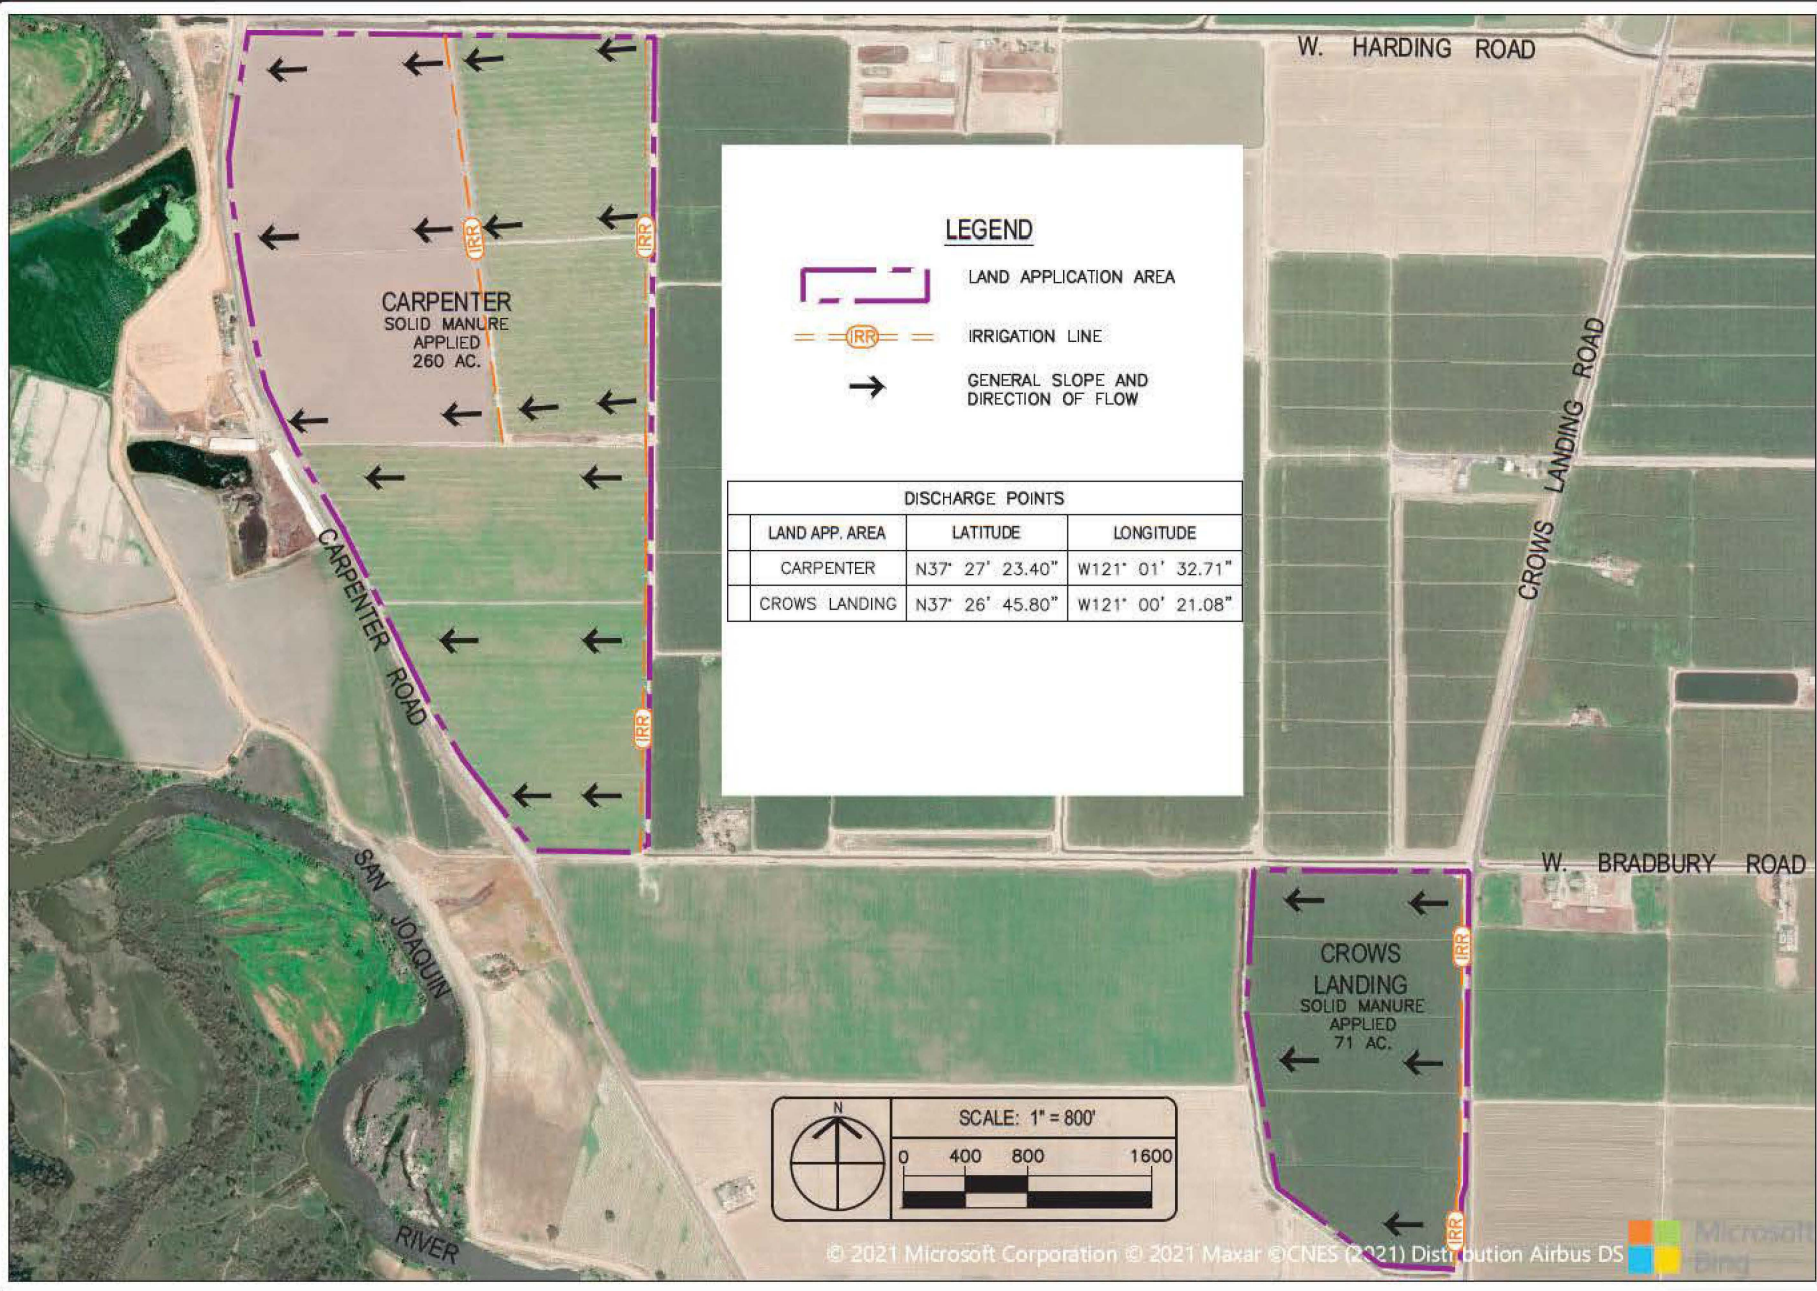 W. HARDING ROAD
IRR
IRR
CARPENTER
SOLID MANURE
APPLIED
260 AC.
LEGEND
LAND APPLICATION AREA
IRR
IRRIGATION LINE
GENERAL SLOPE AND
DIRECTION OF FLOW
CROWS LANDING ROAD
DISCHARGE POINTS
LAND APP. AREA LATITUDE LONGITUDE
CARPENTER N37° 27' 23.40" W121° 01' 32.71"
CROWS LANDING N37° 26' 45.80" W121° 00' 21.08"
CARPENTER ROAD
IRR
W. BRADBURY ROAD
SAN JOAQUIN RIVER
IRR
CROWS
LANDING
SOLID MANURE
APPLIED
71 AC.
N
SCALE: 1" = 800'
0 400 800 1600
IRR
© 2021 Microsoft Corporation © 2021 Maxar ©CNES (2021) Distribution Airbus DS
Microsoft
Bing